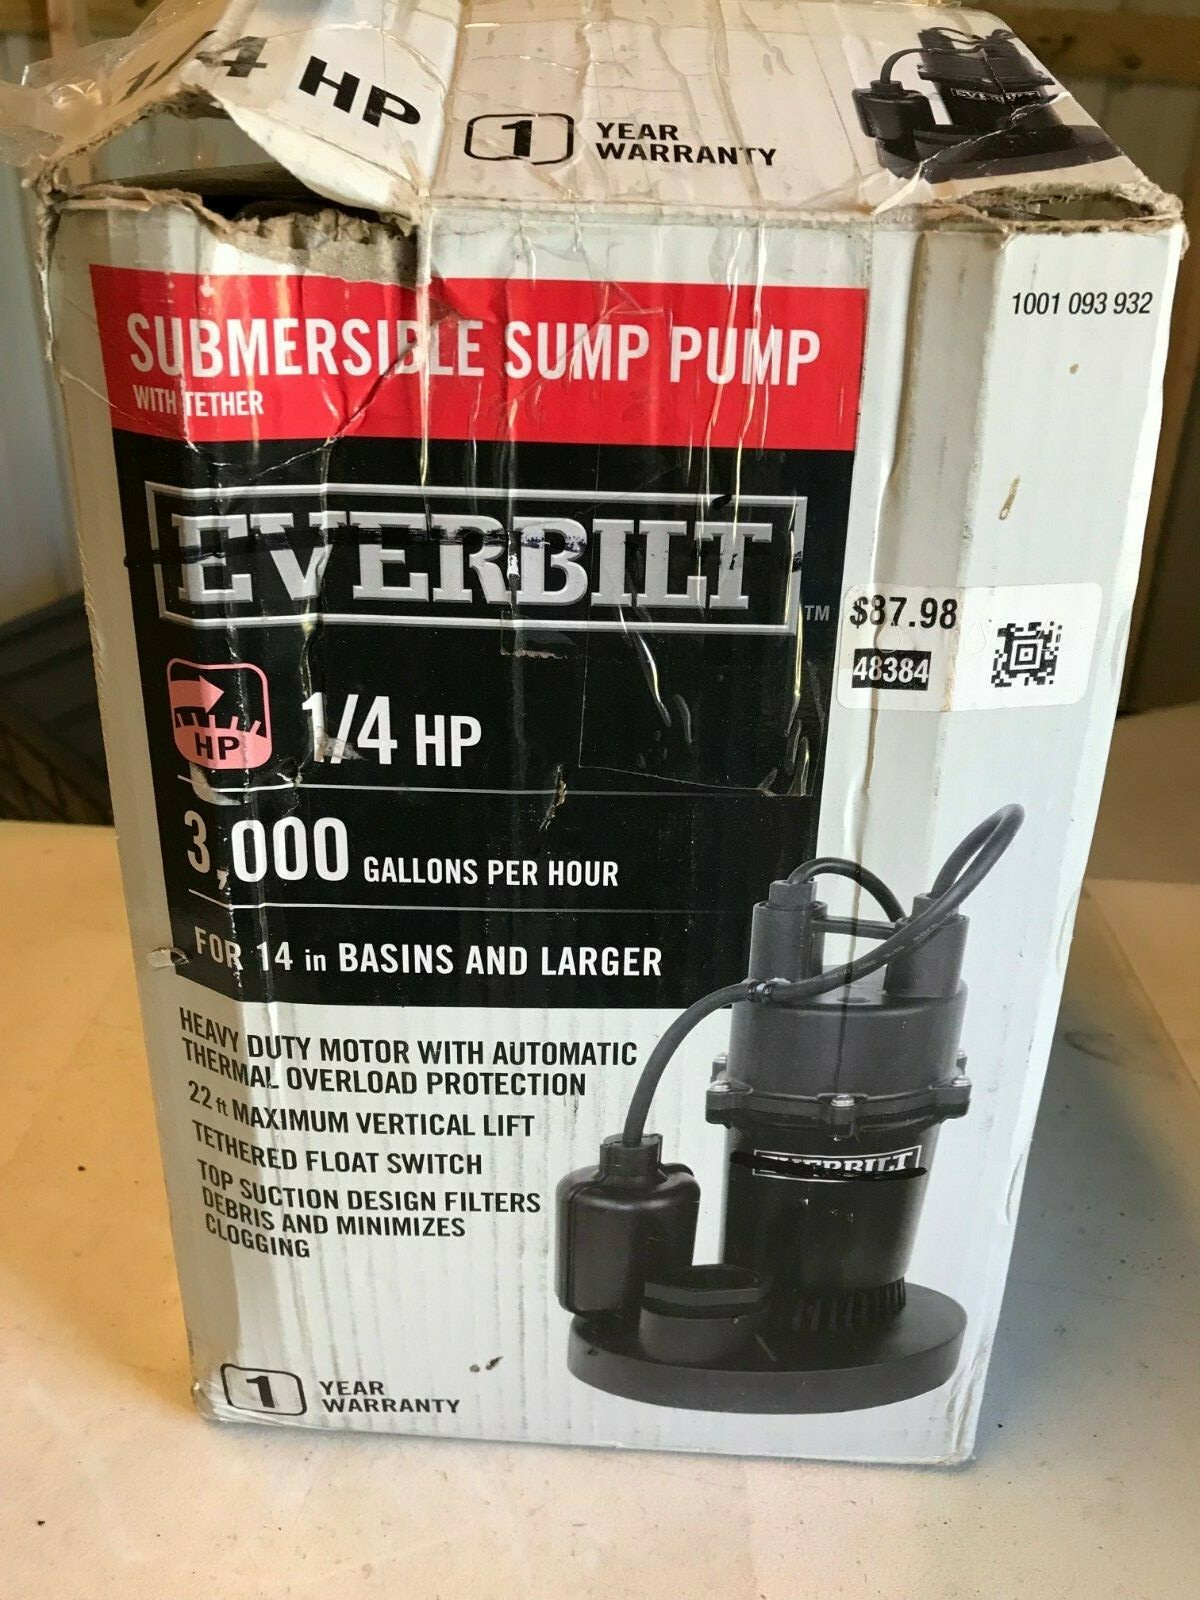 1/4 HP
1 YEAR
WARRANTY
EVERBILT
1001 093 932
SUBMERSIBLE SUMP PUMP
WITH TETHER
EVERBILT™
$87.98
48384
HP
1/4 HP
3,000 GALLONS PER HOUR
FOR 14 in BASINS AND LARGER
HEAVY DUTY MOTOR WITH AUTOMATIC
THERMAL OVERLOAD PROTECTION
22 ft MAXIMUM VERTICAL LIFT
TETHERED FLOAT SWITCH
TOP SUCTION DESIGN FILTERS
DEBRIS AND MINIMIZES
CLOGGING
EVERBILT
1 YEAR
WARRANTY